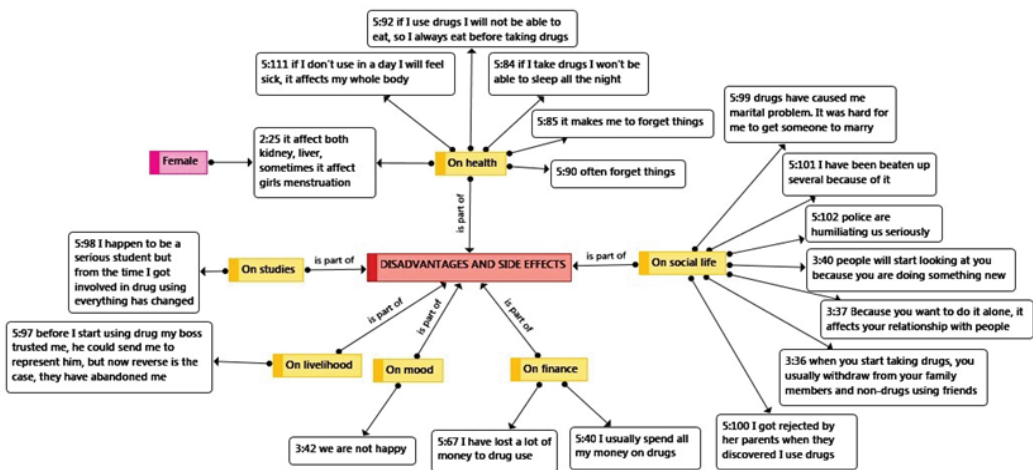 5:92 if I use drugs I will not be able to
eat, so I always eat before taking drugs
5:111 if I don't use in a day I will feel
sick, it affects my whole body
5:84 if I take drugs I won't be
able to sleep all the night
5:99 drugs have caused me
marital problem. It was hard for
me to get someone to marry
5:85 it makes me to forget things
Female
2:25 it affect both
kidney, liver,
sometimes it affect
girls menstruation
On health
5:90 often forget things
5:101 I have been beaten up
several because of it
is part of
5:102 police are
humiliating us seriously
5:98 I happen to be a
serious student but
from the time I got
involved in drug using
everything has changed
On studies
is part of
DISADVANTAGES AND SIDE EFFECTS
is part of
On social life
3:40 people will start looking at you
because you are doing something new
3:37 Because you want to do it alone, it
affects your relationship with people
is part of
is part of
is part of
5:97 before I start using drug my boss
trusted me, he could send me to
represent him, but now reverse is the
case, they have abandoned me
On livelihood
On mood
On finance
3:36 when you start taking drugs, you
usually withdraw from your family
members and non-drugs using friends
3:42 we are not happy
5:67 I have lost a lot of
money to drug use
5:40 I usually spend all
my money on drugs
5:100 I got rejected by
her parents when they
discovered I use drugs